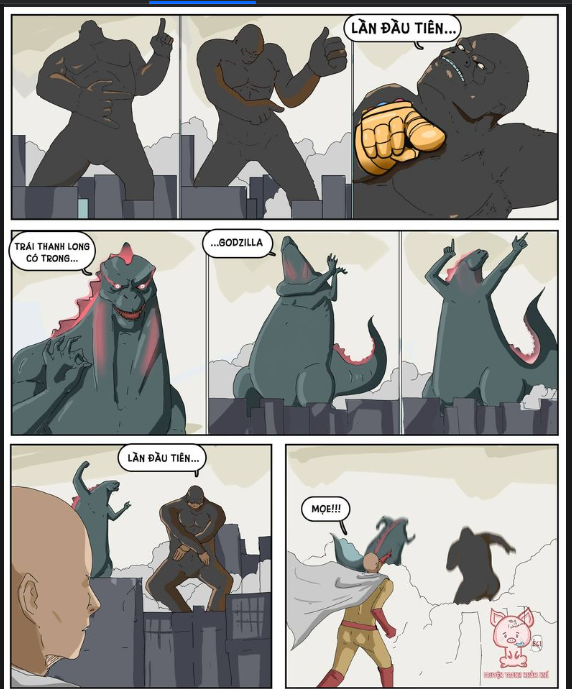 LẦN ĐẦU TIÊN...
TRÁI THANH LONG
CÓ TRONG...
...GODZILLA
LẦN ĐẦU TIÊN...
MỌE!!!